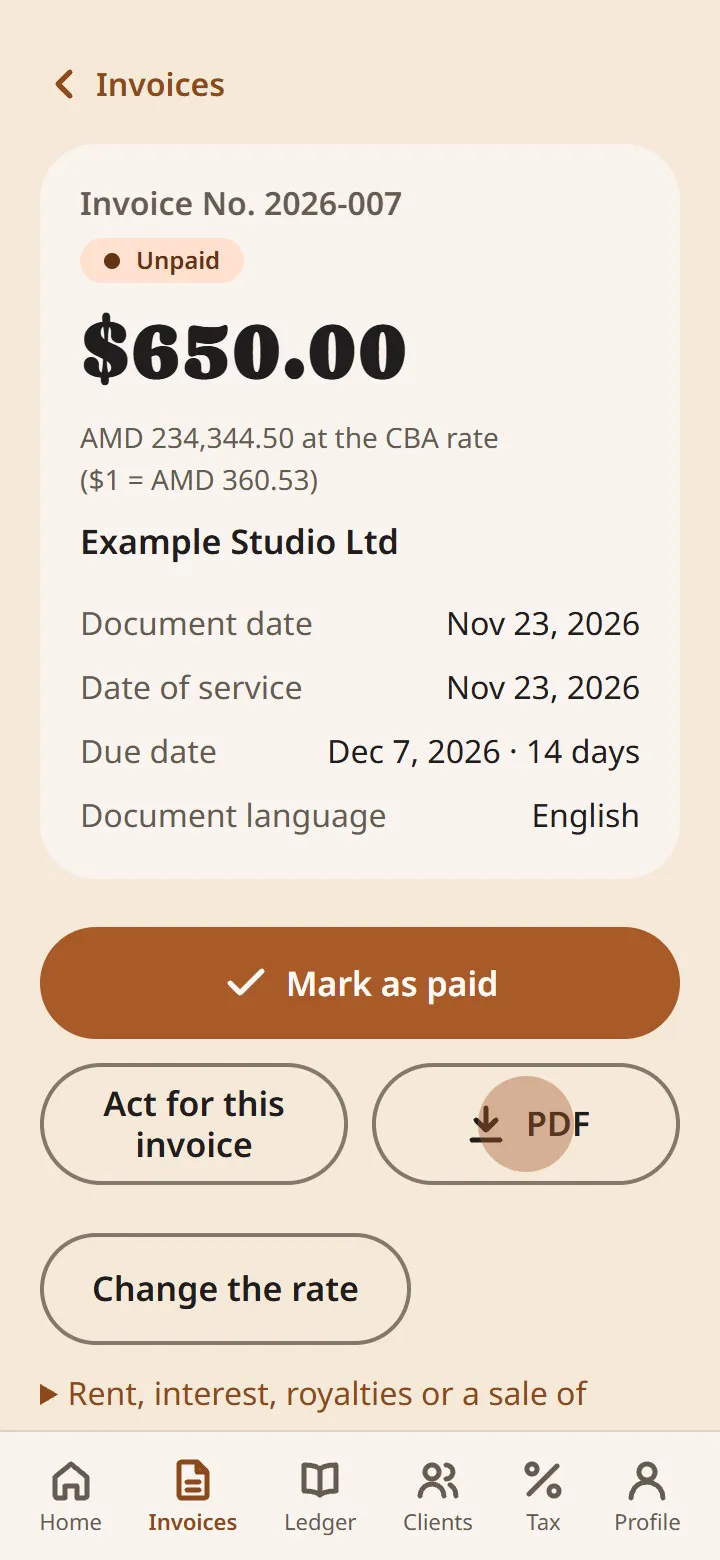 Invoices
Invoice No. 2026-007
Unpaid
$650.00
AMD 234,344.50 at the CBA rate
($1 = AMD 360.53)
Example Studio Ltd
Document date Nov 23, 2026
Date of service Nov 23, 2026
Due date Dec 7, 2026 · 14 days
Document language English
Mark as paid
Act for this
invoice
PDF
Change the rate
Rent, interest, royalties or a sale of
Home Invoices Ledger Clients Tax Profile